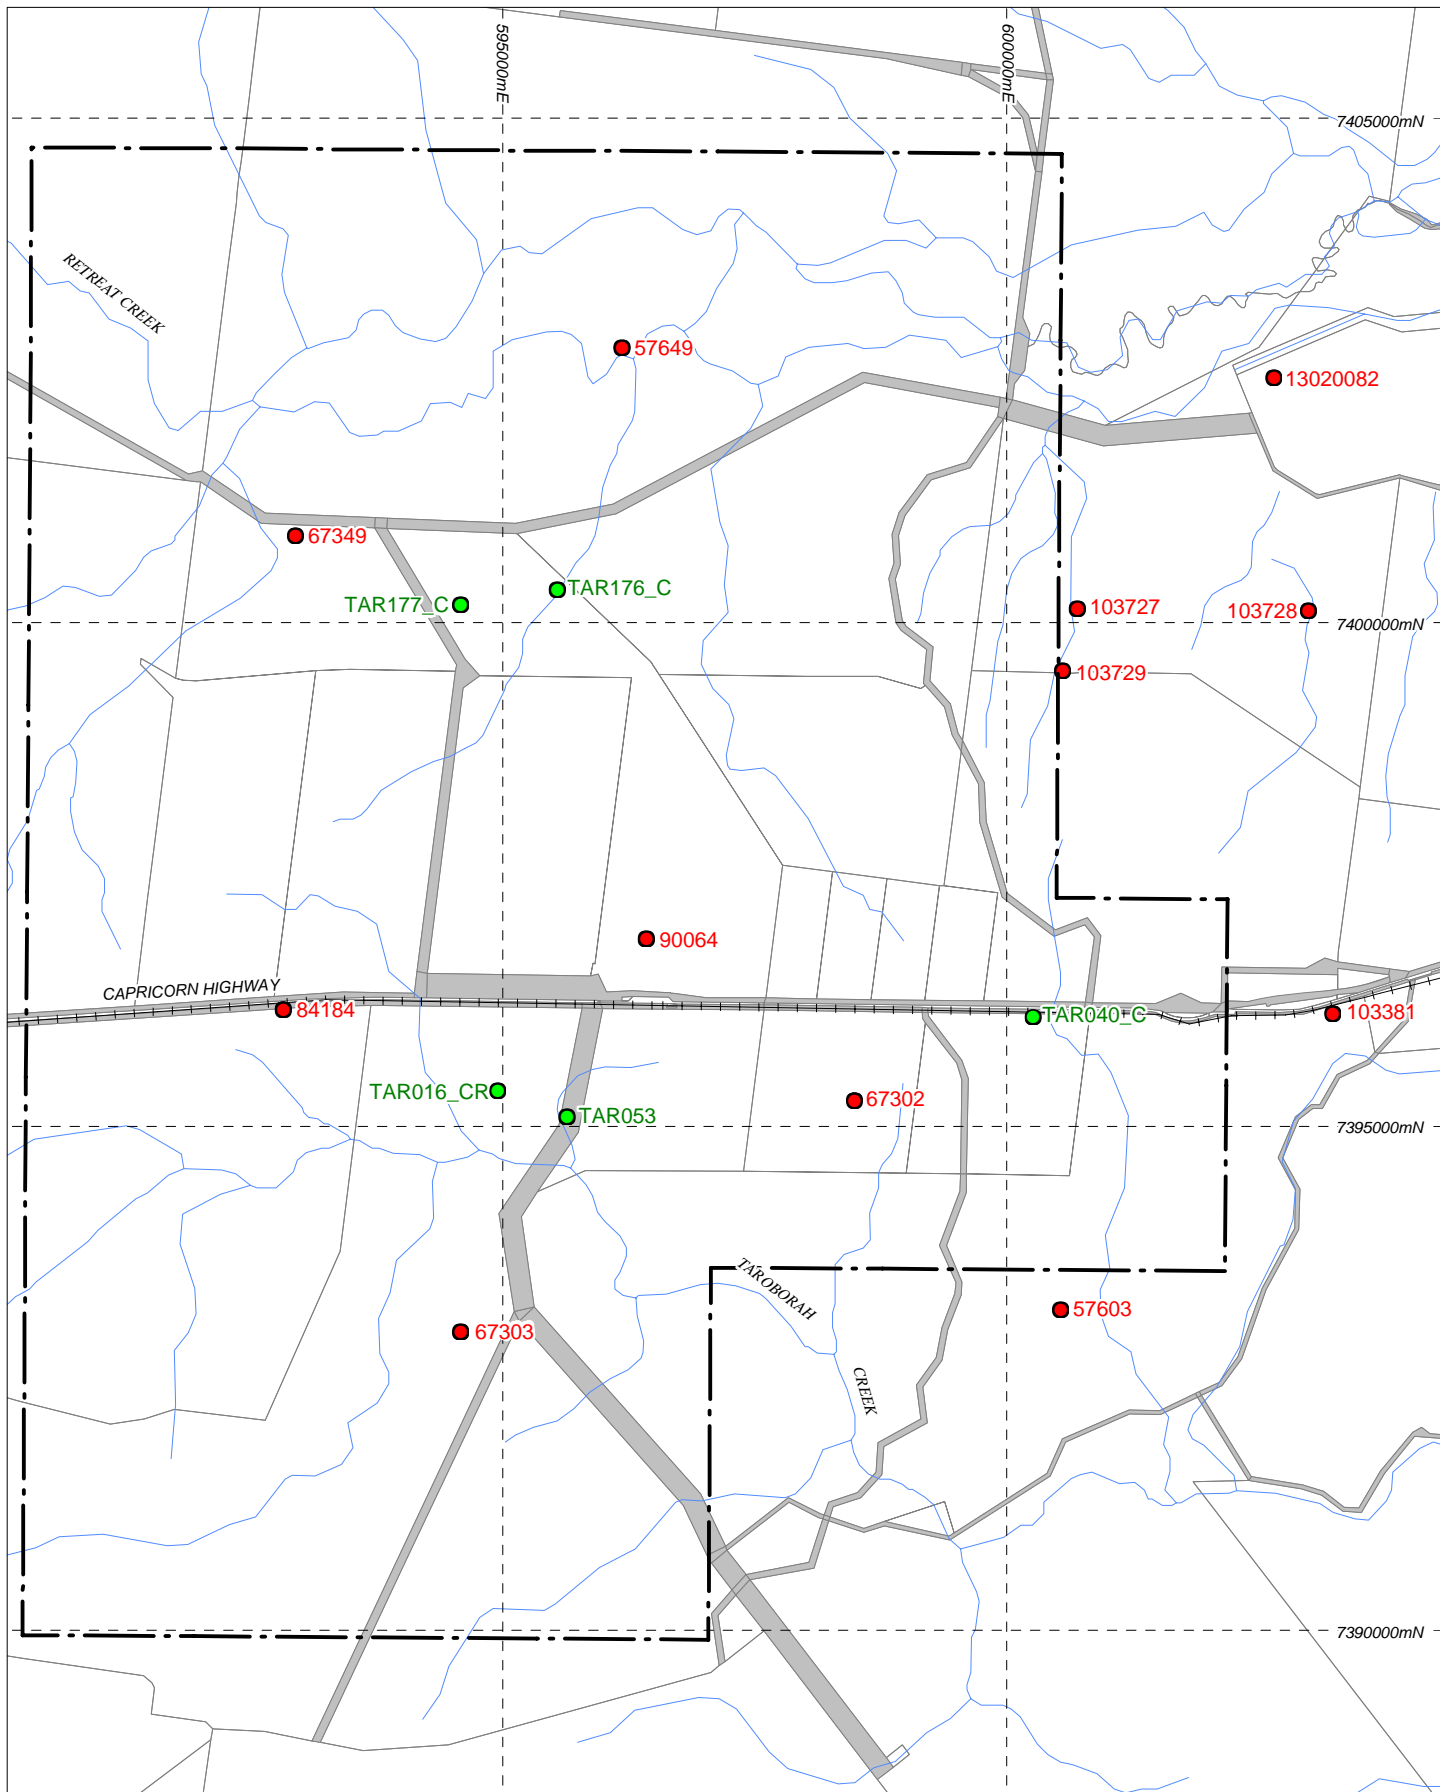 595000mE
600000mE
7405000mN
RETREAT CREEK
57649
13020082
67349
TAR176_C
TAR177_C
103727
103728
7400000mN
103729
90064
CAPRICORN HIGHWAY
84184
TAR040_C
103381
TAR016_CR
67302
TAR053
7395000mN
TAROBORAH
57603
67303
CREEK
7390000mN